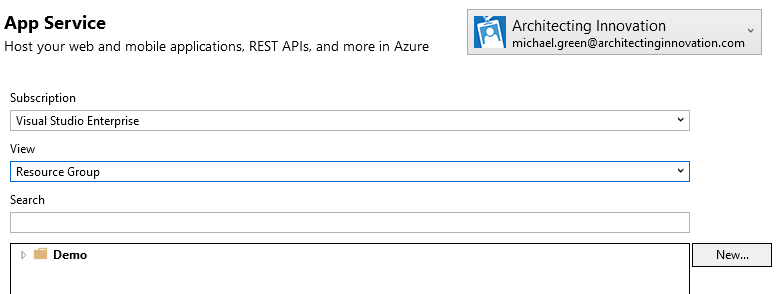 App Service
Host your web and mobile applications, REST APIs, and more in Azure
Architecting Innovation
michael.green@architectinginnovation.com
Subscription
Visual Studio Enterprise
View
Resource Group
Search
Demo
New...